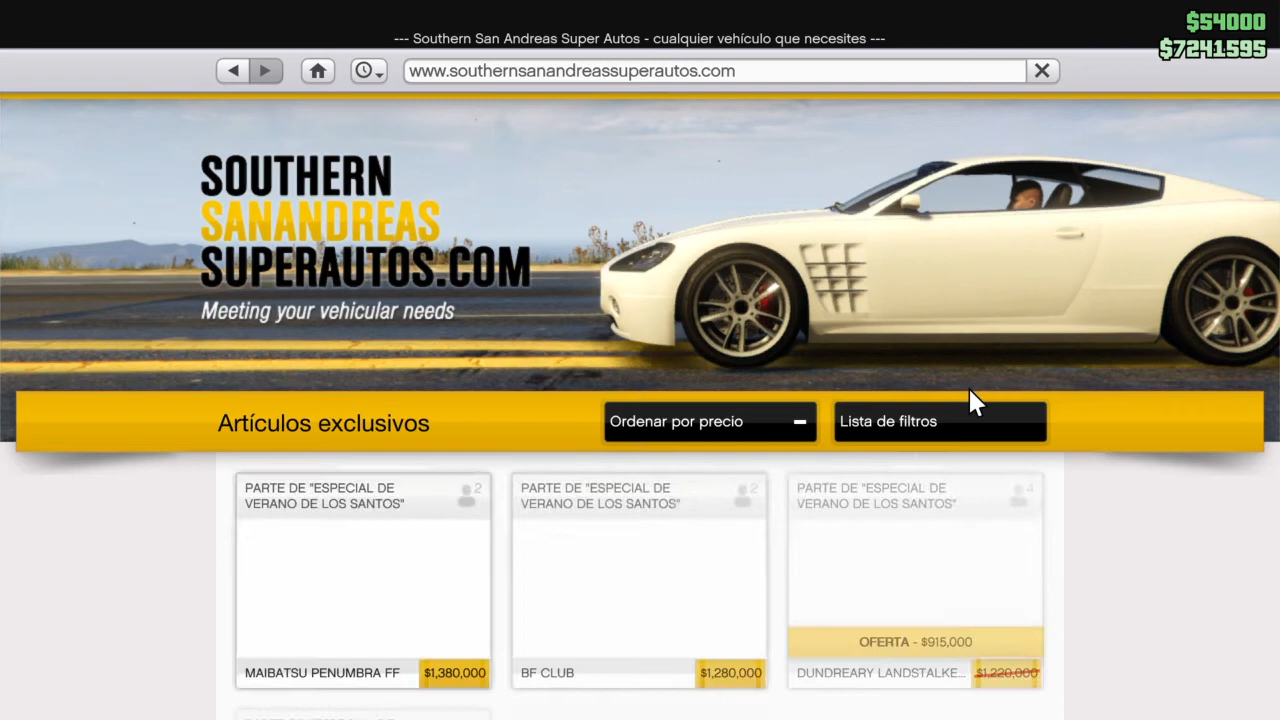 $54000
--- Southern San Andreas Super Autos - cualquier vehículo que necesites ---
$7241595
www.southernsanandreassuperautos.com
SOUTHERN
SANANDREAS
SUPERAUTOS.COM
Meeting your vehicular needs
Artículos exclusivos
Ordenar por precio
Lista de filtros
PARTE DE "ESPECIAL DE
VERANO DE LOS SANTOS"
2
PARTE DE "ESPECIAL DE
VERANO DE LOS SANTOS"
2
PARTE DE "ESPECIAL DE
VERANO DE LOS SANTOS"
4
OFERTA - $915,000
MAIBATSU PENUMBRA FF
$1,380,000
BF CLUB
$1,280,000
DUNDREARY LANDSTALKE...
$1,220,000